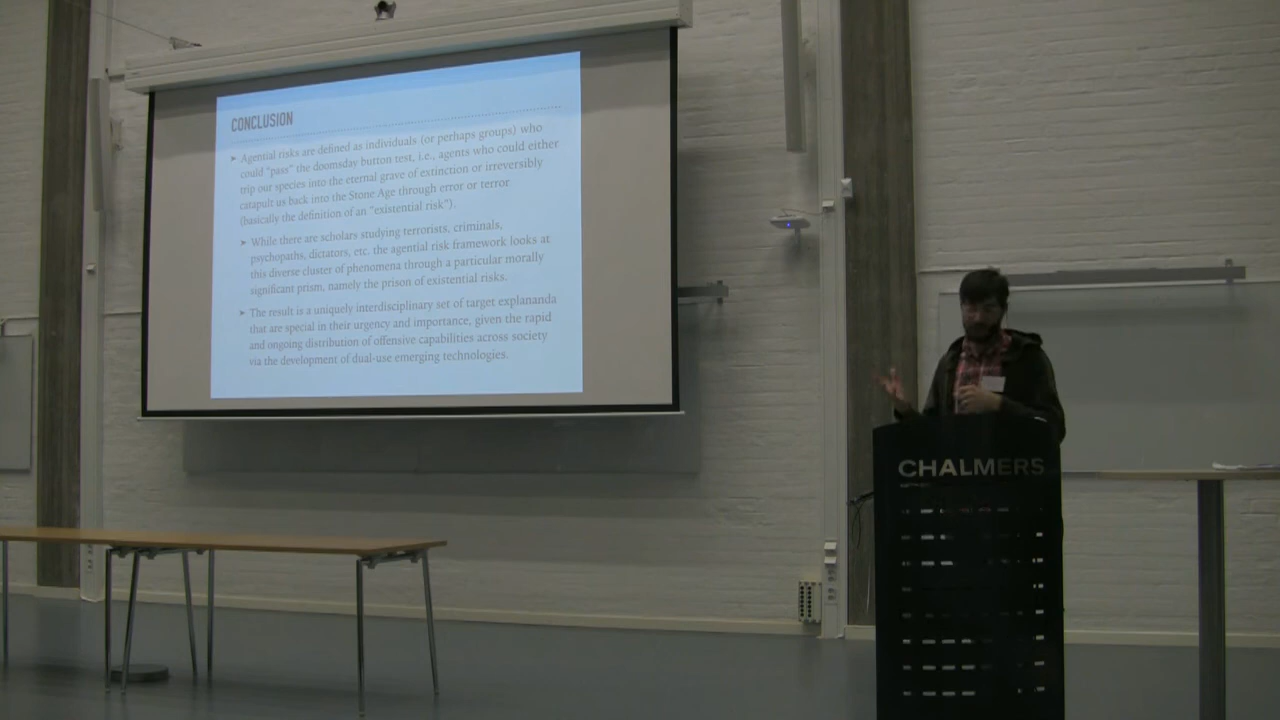 CONCLUSION
➤ Agential risks are defined as individuals (or perhaps groups) who
could “pass” the doomsday button test, i.e., agents who could either
trip our species into the eternal grave of extinction or irreversibly
catapult us back into the Stone Age through error or terror
(basically the definition of an “existential risk”).
➤ While there are scholars studying terrorists, criminals,
psychopaths, dictators, etc. the agential risk framework looks at
this diverse cluster of phenomena through a particular morally
significant prism, namely the prison of existential risks.
➤ The result is a uniquely interdisciplinary set of target explananda
that are special in their urgency and importance, given the rapid
and ongoing distribution of offensive capabilities across society
via the development of dual-use emerging technologies.
CHALMERS